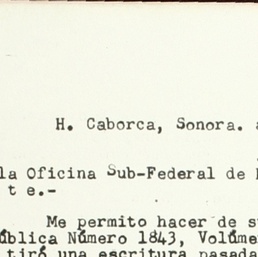 H. Caborca, Sonora. a
la Oficina Sub-Federal de
t e.-
Me permito hacer de s
ública Número 1843, Volúme
tiró una escritura pasada